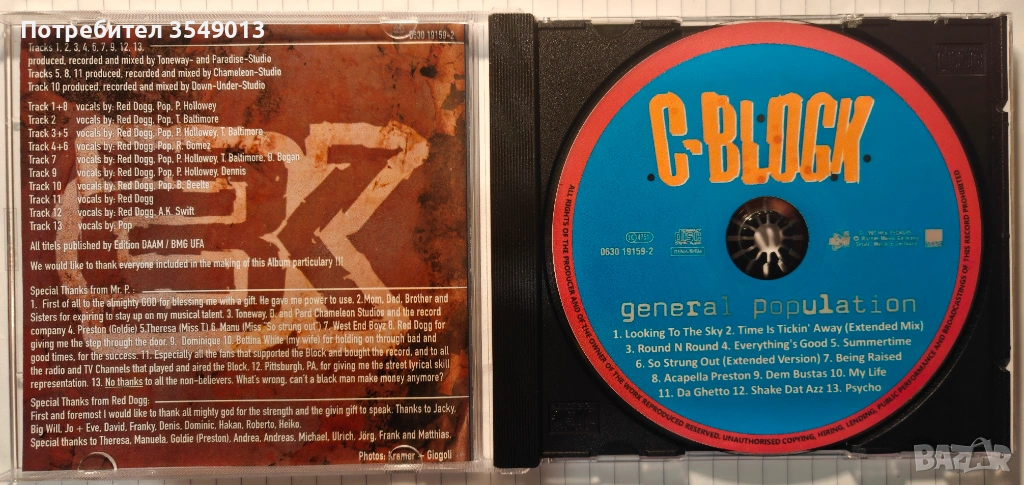 Потребител 3549013
0630 19159-2
Tracks 1, 2, 3, 4, 6, 7, 9, 12, 13,
produced, recorded and mixed by Toneway- and Paradise-Studio
Tracks 5, 8, 11 produced, recorded and mixed by Chameleon-Studio
Track 10 produced, recorded and mixed by Down-Under-Studio
Track 1+8 vocals by: Red Dogg, Pop, P. Hollowey
Track 2 vocals by: Red Dogg, Pop, T. Baltimore
Track 3+5 vocals by: Red Dogg, Pop, P. Hollowey, T. Baltimore
Track 4+6 vocals by: Red Dogg, Pop, R. Gomez
Track 7 vocals by: Red Dogg, Pop, P. Hollowey, T. Baltimore, D. Bogan
Track 9 vocals by: Red Dogg, Pop, P. Hollowey, Dennis
Track 10 vocals by: Red Dogg, Pop, B. Beelte
Track 11 vocals by: Red Dogg
Track 12 vocals by: Red Dogg, A.K. Swift
Track 13 vocals by: Pop
All titels published by Edition DAAM / BMG UFA
We would like to thank everyone included in the making of this Album particulary !!!
Special Thanks from Mr. P.:
1. First of all to the almighty GOD for blessing me with a gift. He gave me power to use. 2.Mom, Dad, Brother and
Sisters for expiring to stay up on my musical talent. 3. Toneway, D. and Pard Chameleon Studios and the record
company 4. Preston (Goldie) 5.Theresa (Miss T.) 6. Manu (Miss "So strung out") 7. West End Boyz 8. Red Dogg for
giving me the step through the door. 9. Dominique 10. Bettina White (my wife) for holding on through bad and
good times, for the success. 11. Especially all the fans that supported the Block and bought the record, and to all
the radio and TV Channels that played and aired the Block. 12. Pittsburgh, PA. for giving me the street lyrical skill
representation. 13. No thanks to all the non-believers. What's wrong, can't a black man make money anymore?
Special Thanks from Red Dogg:
First and foremost I would like to thank all mighty god for the strength and the givin gift to speak. Thanks to Jacky,
Big Will, Jo + Eve, David, Franky, Denis, Dominic, Hakan, Roberto, Heiko.
Special thanks to Theresa, Manuela, Goldie (Preston), Andrea, Andreas, Michael, Ulrich, Jörg, Frank and Matthias.
Photos: Kramer + Giogoli
C-BLOCK
LC 4281
0630 19159-2
general population
1. Looking To The Sky 2. Time Is Tickin' Away (Extended Mix)
3. Round N Round 4. Everything's Good 5. Summertime
6. So Strung Out (Extended Version) 7. Being Raised
8. Acapella Preston 9. Dem Bustas 10. My Life
11. Da Ghetto 12. Shake Dat Azz 13. Psycho
ALL RIGHTS OF THE PRODUCER AND OF THE OWNER OF THE WORK REPRODUCED RESERVED. UNAUTHORISED COPYING, HIRING, LENDING, PUBLIC PERFORMANCE AND BROADCASTING OF THIS RECORD PROHIBITED
BAZAR